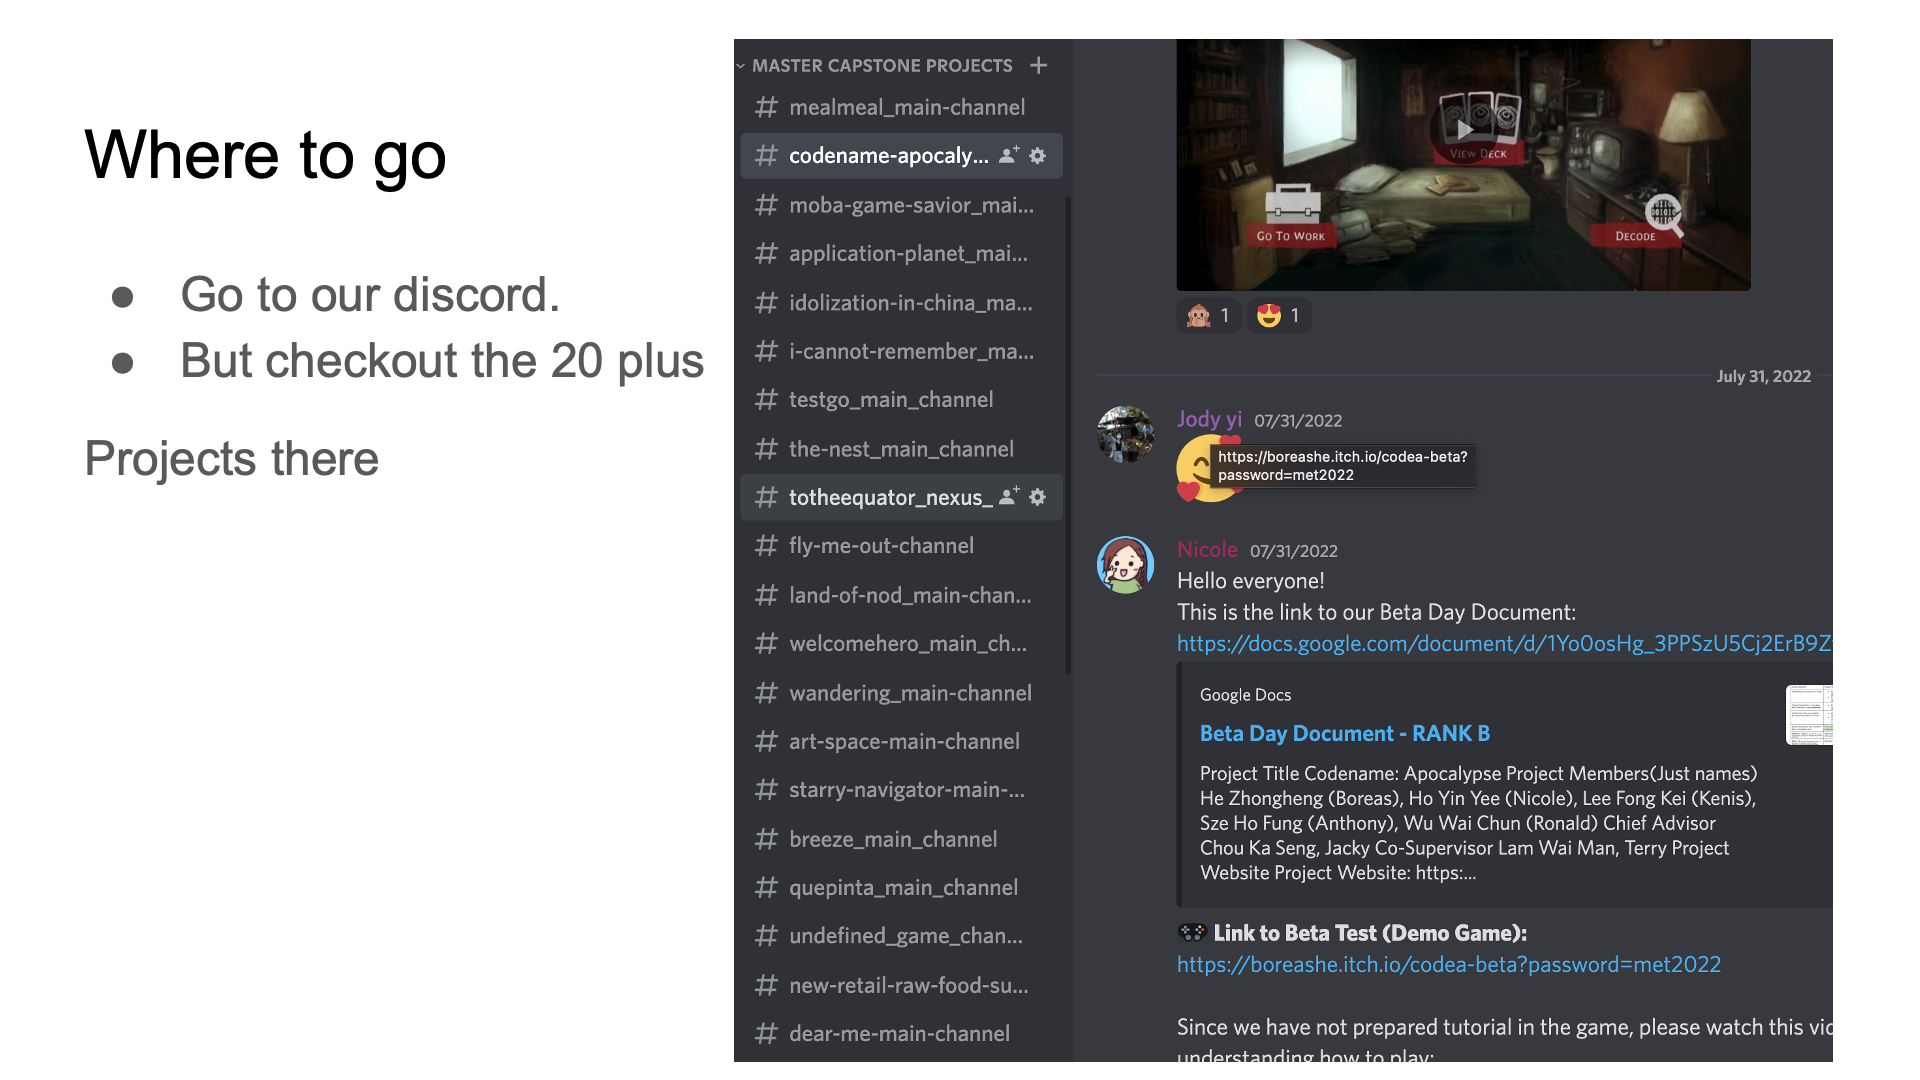 Where to go
● Go to our discord.
● But checkout the 20 plus
Projects there
MASTER CAPSTONE PROJECTS +
# mealmeal_main-channel
# codename-apocaly...
# moba-game-savior_mai...
# application-planet_mai...
# idolization-in-china_ma...
# i-cannot-remember_ma...
# testgo_main_channel
# the-nest_main_channel
# totheequator_nexus_
# fly-me-out-channel
# land-of-nod_main-chan...
# welcomehero_main_ch...
# wandering_main-channel
# art-space-main-channel
# starry-navigator-main-...
# breeze_main_channel
# quepinta_main_channel
# undefined_game_chan...
# new-retail-raw-food-su...
# dear-me-main-channel
VIEW DECK
GO TO WORK
DECODE
1 1
July 31, 2022
Jody yi 07/31/2022
https://boreashe.itch.io/codea-beta?
password=met2022
Nicole 07/31/2022
Hello everyone!
This is the link to our Beta Day Document:
https://docs.google.com/document/d/1Yo0osHg_3PPSzU5Cj2ErB9Z
Google Docs
Beta Day Document - RANK B
Project Title Codename: Apocalypse Project Members(Just names)
He Zhongheng (Boreas), Ho Yin Yee (Nicole), Lee Fong Kei (Kenis),
Sze Ho Fung (Anthony), Wu Wai Chun (Ronald) Chief Advisor
Chou Ka Seng, Jacky Co-Supervisor Lam Wai Man, Terry Project
Website Project Website: https:...
🎮 Link to Beta Test (Demo Game):
https://boreashe.itch.io/codea-beta?password=met2022
Since we have not prepared tutorial in the game, please watch this vic
understanding how to play: